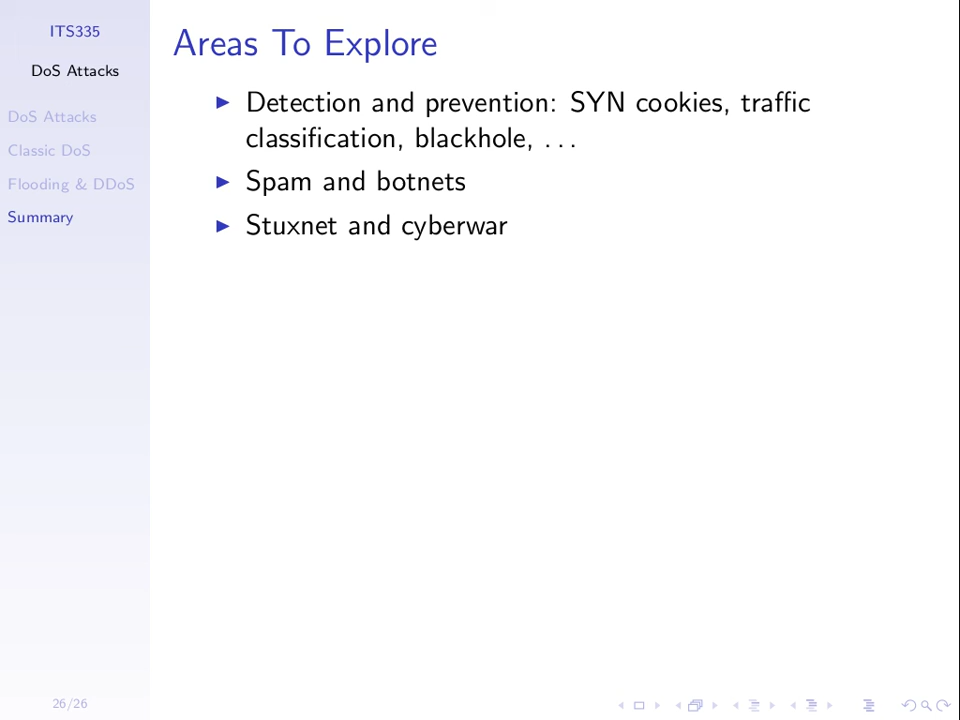 ITS335
DoS Attacks
DoS Attacks
Classic DoS
Flooding & DDoS
Summary
Areas To Explore
Detection and prevention: SYN cookies, traffic
classification, blackhole, . . .
Spam and botnets
Stuxnet and cyberwar
26/26